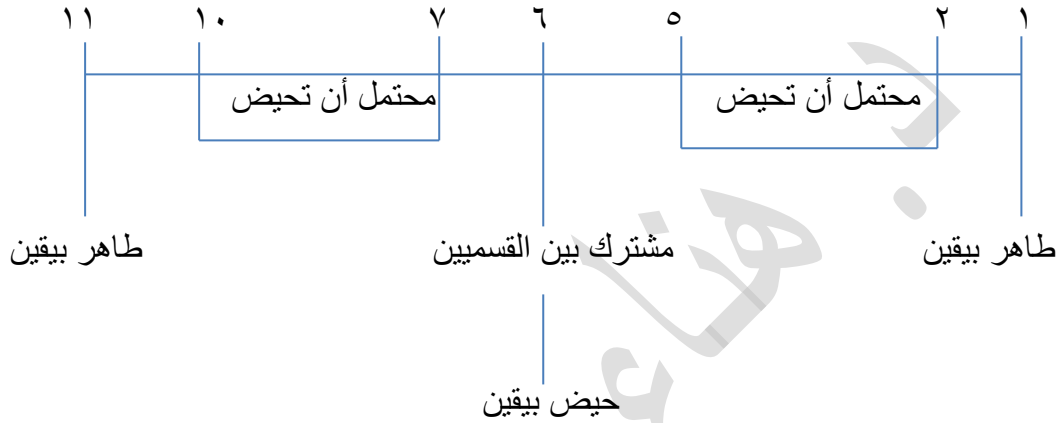 ١ ٢ ٥ ٦ ٧ ١٠ ١١
محتمل أن تحيض محتمل أن تحيض
طاهر بيقين مشترك بين القسميين طاهر بيقين
حيض بيقين
د. هناء